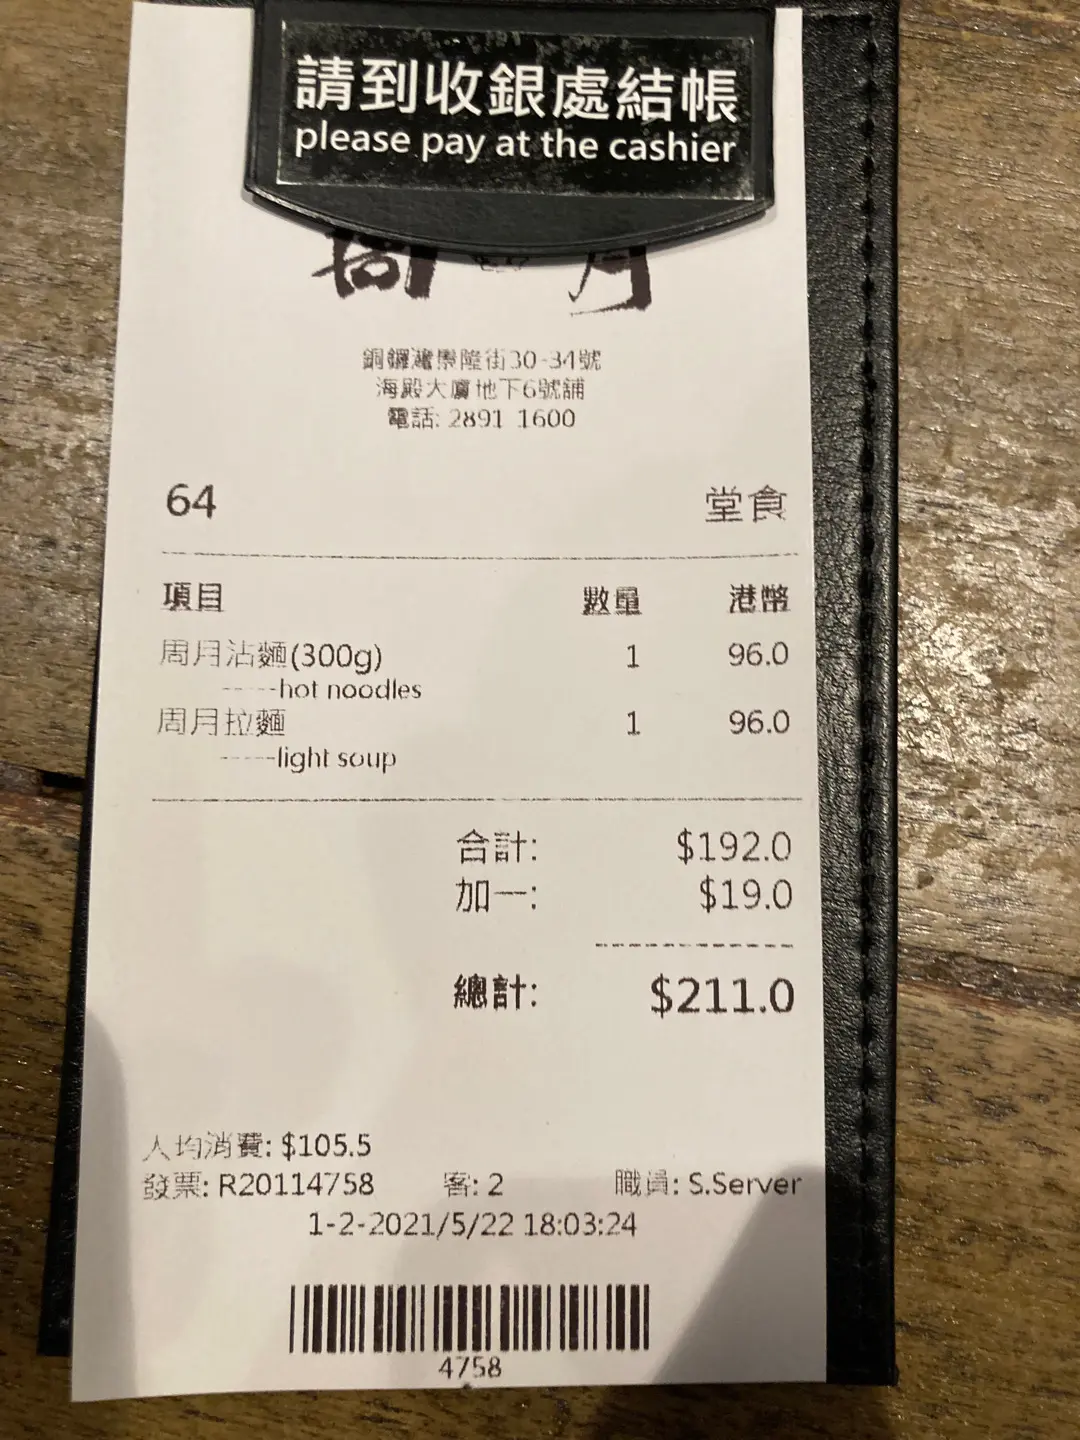 請到收銀處結帳
please pay at the cashier
月
銅鑼灣景隆街30-34號
海殿大廈地下6號舖
電話: 2891 1600
64 堂食
項目 數量 港幣
周月沾麵(300g) 1 96.0
-----hot noodles
周月拉麵 1 96.0
-----light soup
合計: $192.0
加一: $19.0
總計: $211.0
人均消費: $105.5
發票: R20114758 客: 2 職員: S.Server
1-2-2021/5/22 18:03:24
4758